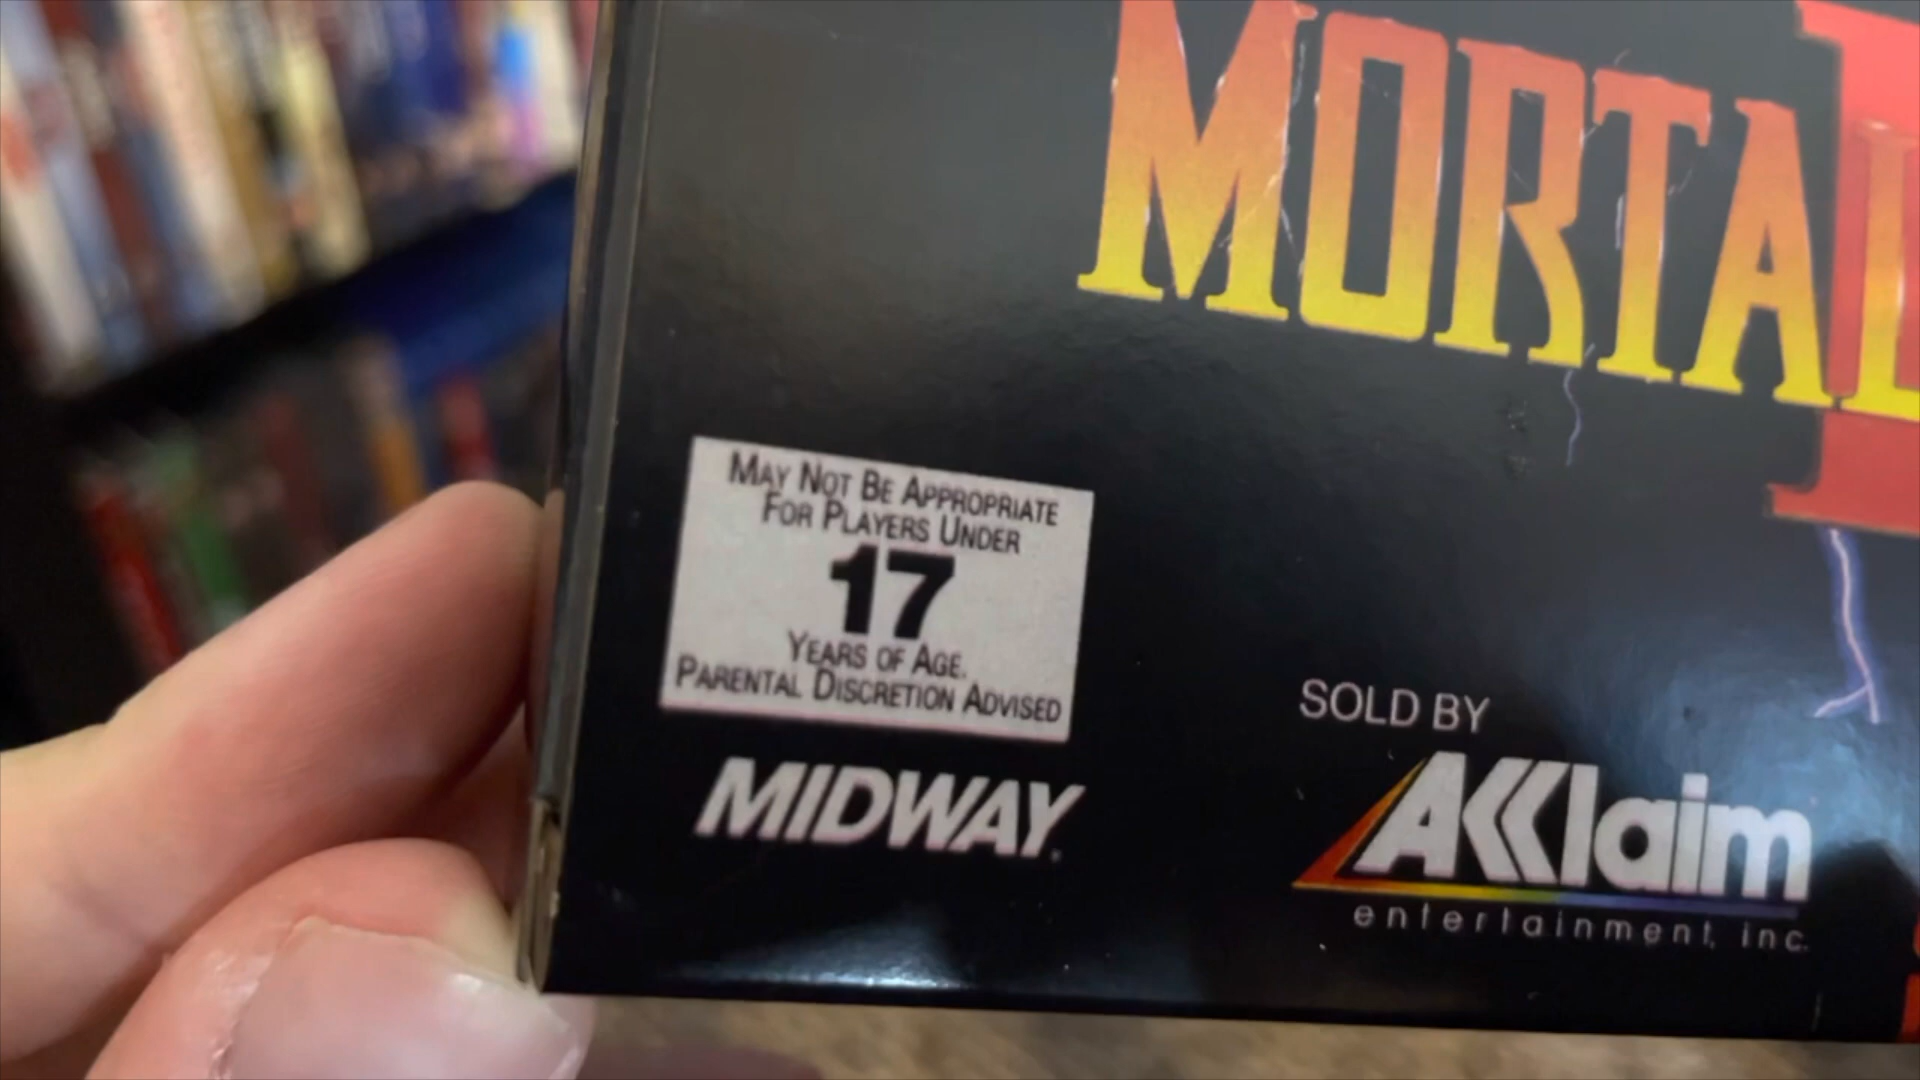 MORTAL
MAY NOT BE APPROPRIATE
FOR PLAYERS UNDER
17
YEARS OF AGE.
PARENTAL DISCRETION ADVISED
MIDWAY.
SOLD BY
AKKlaim
entertainment, inc.